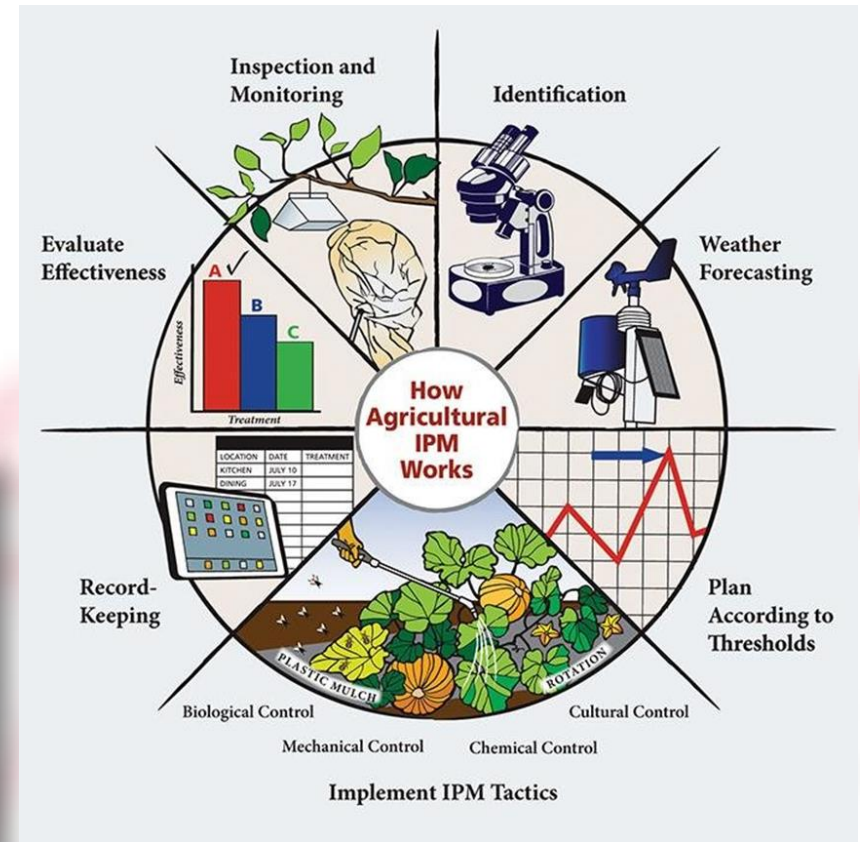 Inspection and
Monitoring
Identification
Evaluate
Effectiveness
Weather
Forecasting
A
B
C
Effectiveness
Treatment
How
Agricultural
IPM
Works
LOCATION DATE TREATMENT
KITCHEN JULY 10
DINING JULY 17
Record-
Keeping
Plan
According to
Thresholds
PLASTIC MULCH
ROTATION
Biological Control
Cultural Control
Mechanical Control
Chemical Control
Implement IPM Tactics